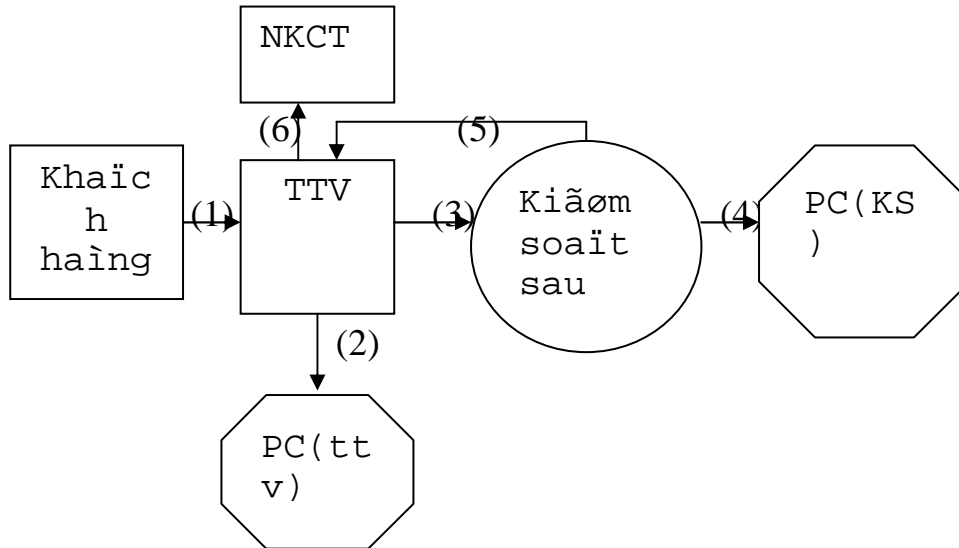 NKCT
(6)
(5)
Khaïc
h
haìng
(1)
TTV
(3)
Kiãøm
soaït
sau
(4)
PC(KS
)
(2)
PC(tt
v)